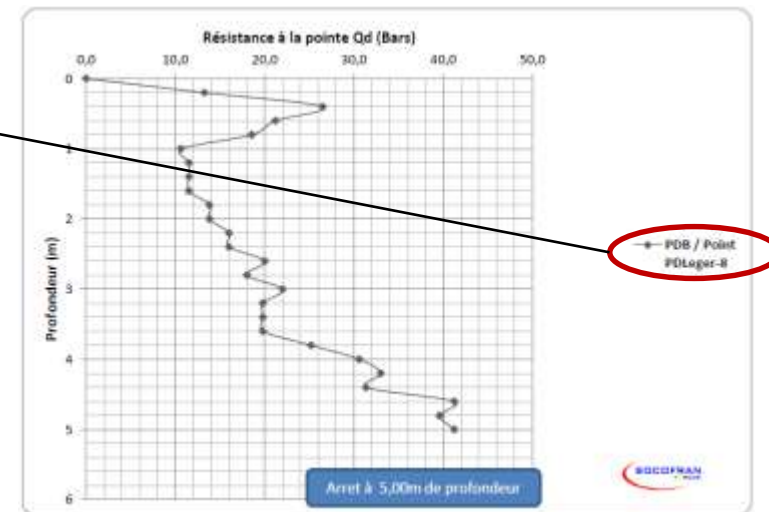 Résistance à la pointe Qd (Bars)
0,0 10,0 20,0 30,0 40,0 50,0
0
1
2
3
4
5
6
Profondeur (m)
PDB / Point
PDLeger-8
Arret à 5,00m de profondeur
SOCOFRAN